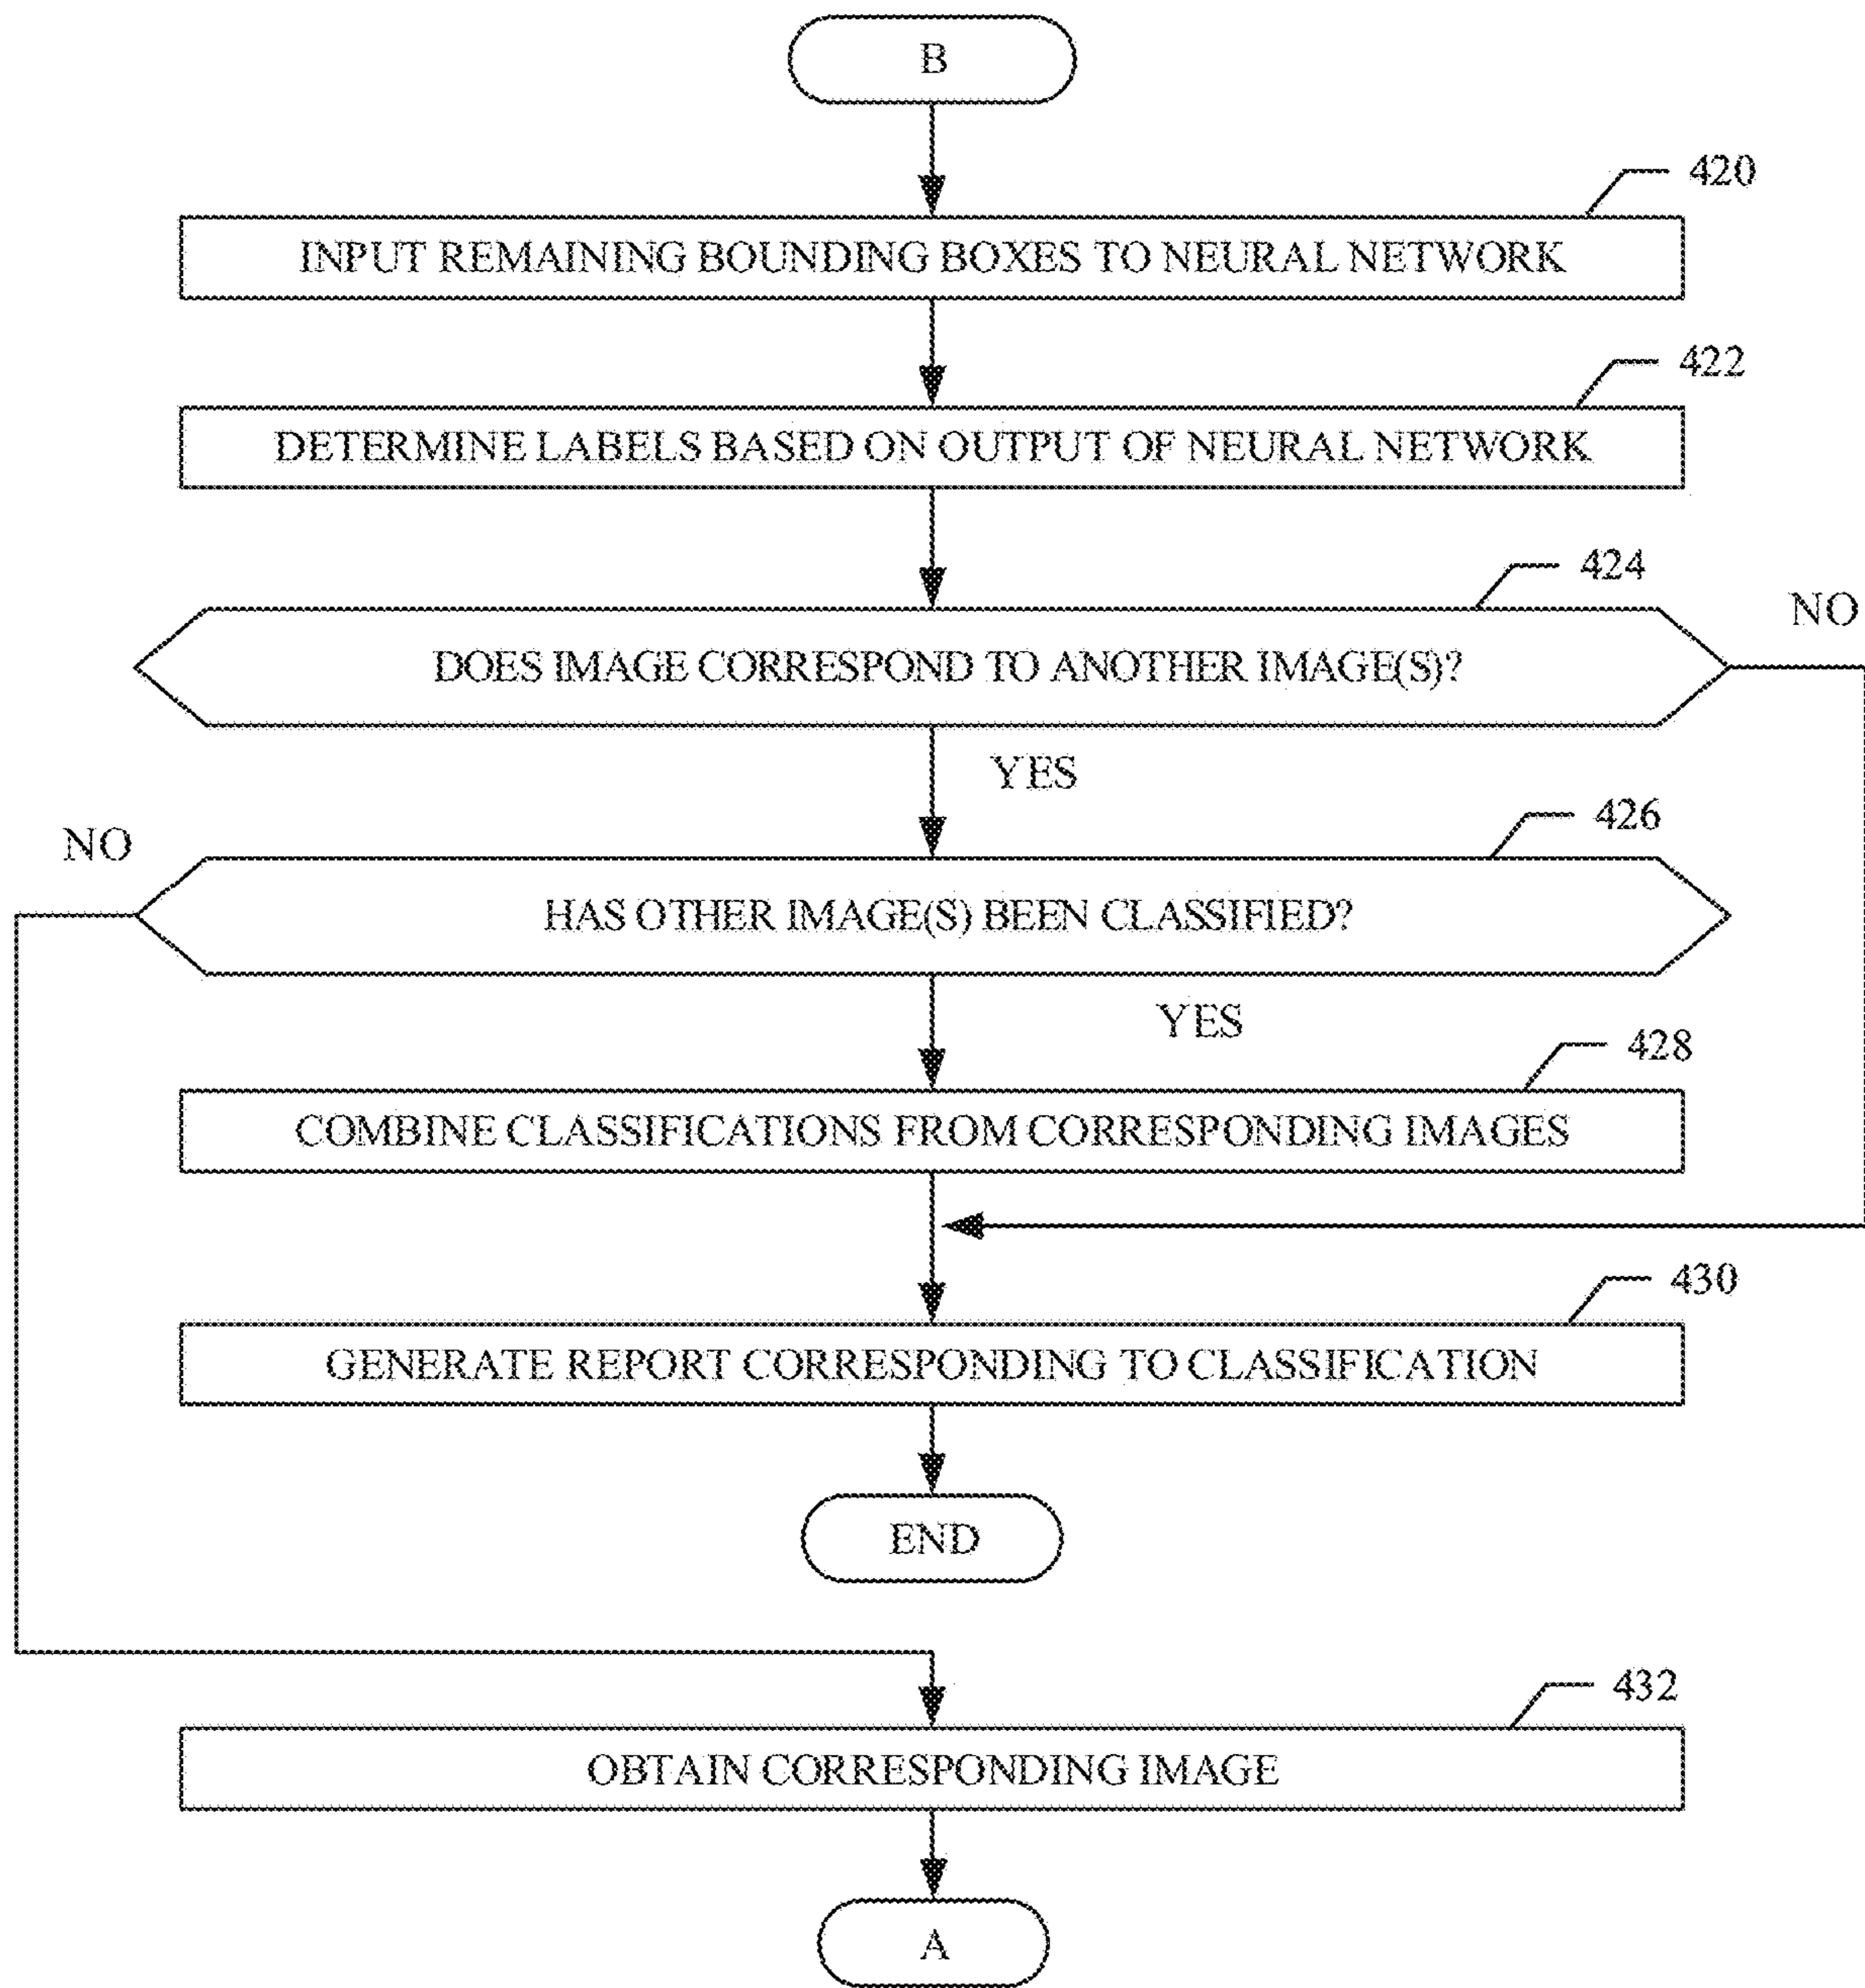 B
420
INPUT REMAINING BOUNDING BOXES TO NEURAL NETWORK
422
DETERMINE LABELS BASED ON OUTPUT OF NEURAL NETWORK
424
NO
DOES IMAGE CORRESPOND TO ANOTHER IMAGE(S)?
YES
426
NO
HAS OTHER IMAGE(S) BEEN CLASSIFIED?
YES
428
COMBINE CLASSIFICATIONS FROM CORRESPONDING IMAGES
430
GENERATE REPORT CORRESPONDING TO CLASSIFICATION
END
432
OBTAIN CORRESPONDING IMAGE
A